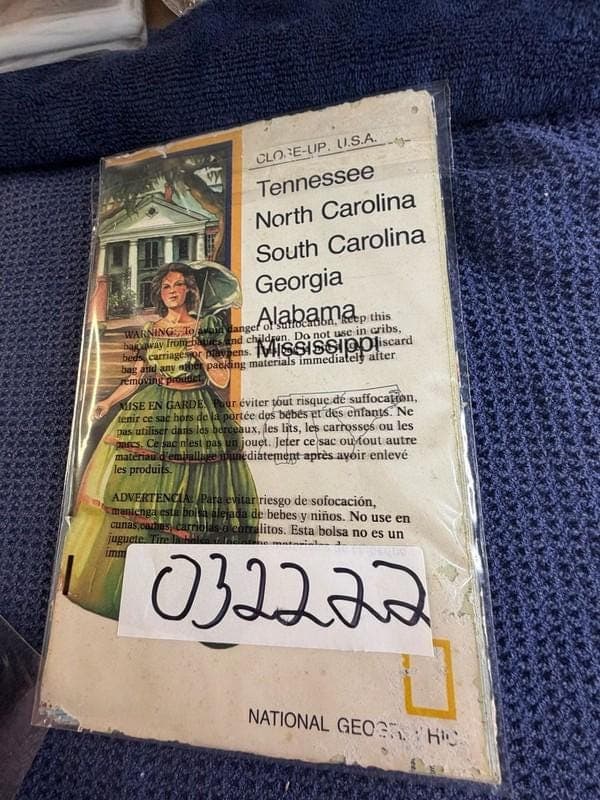 CLOSE-UP, U.S.A.
Tennessee
North Carolina
South Carolina
Georgia
Alabama
Mississippi
WARNING: To avoid danger of suffocation, keep this
bag away from babies and children. Do not use in cribs,
beds, carriages or playpens. discard
bag and any other packing materials immediately after
removing product.
MISE EN GARDE: Pour éviter tout risque de suffocation,
tenir ce sac hors de la portée des bébés et des enfants. Ne
pas utiliser dans les berceaux, les lits, les carrosses ou les
parcs. Ce sac n'est pas un jouet. Jeter ce sac ou tout autre
matériau d'emballage immédiatement après avoir enlevé
les produits.
ADVERTENCIA: Para evitar riesgo de sofocación,
mantenga esta bolsa alejada de bebes y niños. No use en
cunas, camas, carriolas o corralitos. Esta bolsa no es un
juguete. Tire la bolsa materiales de
032222
NATIONAL GEOGRAPHIC